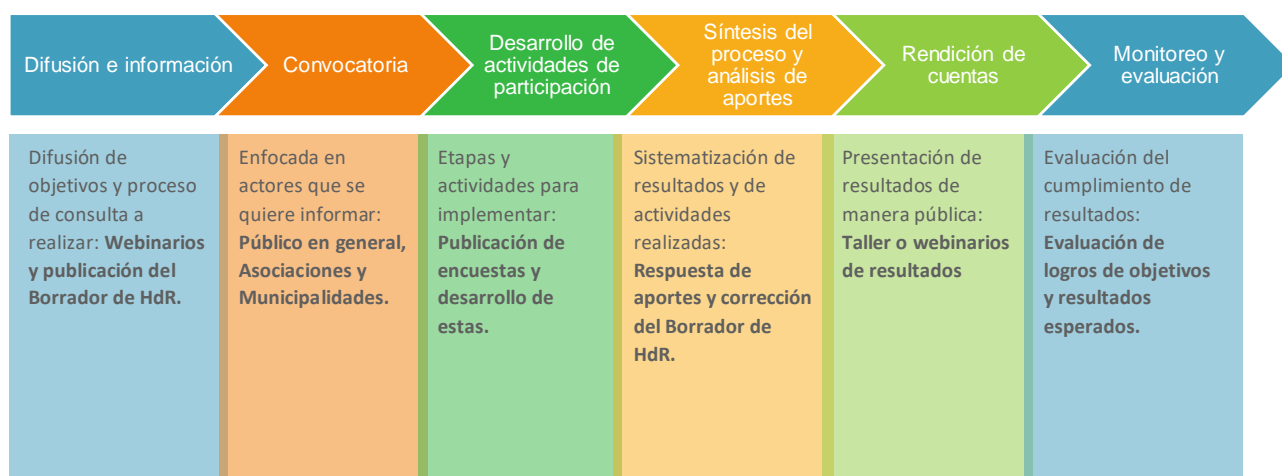 Difusión e información
Convocatoria
Desarrollo de
actividades de
participación
Síntesis del
proceso y
análisis de
aportes
Rendición de
cuentas
Monitoreo y
evaluación
Difusión de
objetivos y proceso
de consulta a
realizar: Webinarios
y publicación del
Borrador de HdR.
Enfocada en
actores que se
quiere informar:
Público en general,
Asociaciones y
Municipalidades.
Etapas y
actividades para
implementar:
Publicación de
encuestas y
desarrollo de
estas.
Sistematización de
resultados y de
actividades
realizadas:
Respuesta de
aportes y corrección
del Borrador de
HdR.
Presentación de
resultados de
manera pública:
Taller o webinarios
de resultados
Evaluación del
cumplimiento de
resultados:
Evaluación de
logros de objetivos
y resultados
esperados.